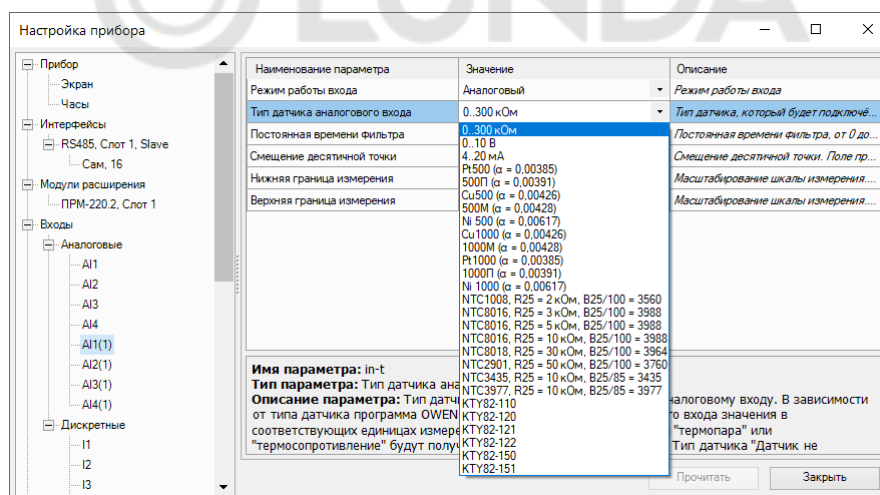 LUNDA
Настройка прибора
Прибор
Экран
Часы
Интерфейсы
RS485, Слот 1, Slave
Сам, 16
Модули расширения
ПРМ-220.2, Слот 1
Входы
Аналоговые
AI1
AI2
AI3
AI4
AI1(1)
AI2(1)
AI3(1)
AI4(1)
Дискретные
I1
I2
I3
Наименование параметра Значение Описание
Режим работы входа Аналоговый Режим работы входа
Тип датчика аналогового входа 0..300 кОм Тип датчика, который будет подключё...
Постоянная времени фильтра Постоянная времени фильтра, от 0 до...
Смещение десятичной точки Смещение десятичной точки. Поле пр...
Нижняя граница измерения Масштабирование шкалы измерения....
Верхняя граница измерения Масштабирование шкалы измерения....
0..300 кОм
0..10 В
4..20 мА
Pt500 (α = 0,00385)
500П (α = 0,00391)
Cu500 (α = 0,00426)
500М (α = 0,00428)
Ni 500 (α = 0,00617)
Cu1000 (α = 0,00426)
1000М (α = 0,00428)
Pt1000 (α = 0,00385)
1000П (α = 0,00391)
Ni 1000 (α = 0,00617)
NTC1008, R25 = 2 кОм, B25/100 = 3560
NTC8016, R25 = 3 кОм, B25/100 = 3988
NTC8016, R25 = 5 кОм, B25/100 = 3988
NTC8016, R25 = 10 кОм, B25/100 = 3988
NTC8018, R25 = 30 кОм, B25/100 = 3964
NTC2901, R25 = 50 кОм, B25/100 = 3760
NTC3435, R25 = 10 кОм, B25/85 = 3435
NTC3977, R25 = 10 кОм, B25/85 = 3977
KTY82-110
KTY82-120
KTY82-121
KTY82-122
KTY82-150
KTY82-151
Имя параметра: in-t
Тип параметра: Тип датчика ана
Описание параметра: Тип датчи налоговому входу. В зависимости
от типа датчика программа OWEN о входа значения в
соответствующих единицах измере "термопара" или
"термосопротивление" будут полу Тип датчика "Датчик не
Прочитать Закрыть